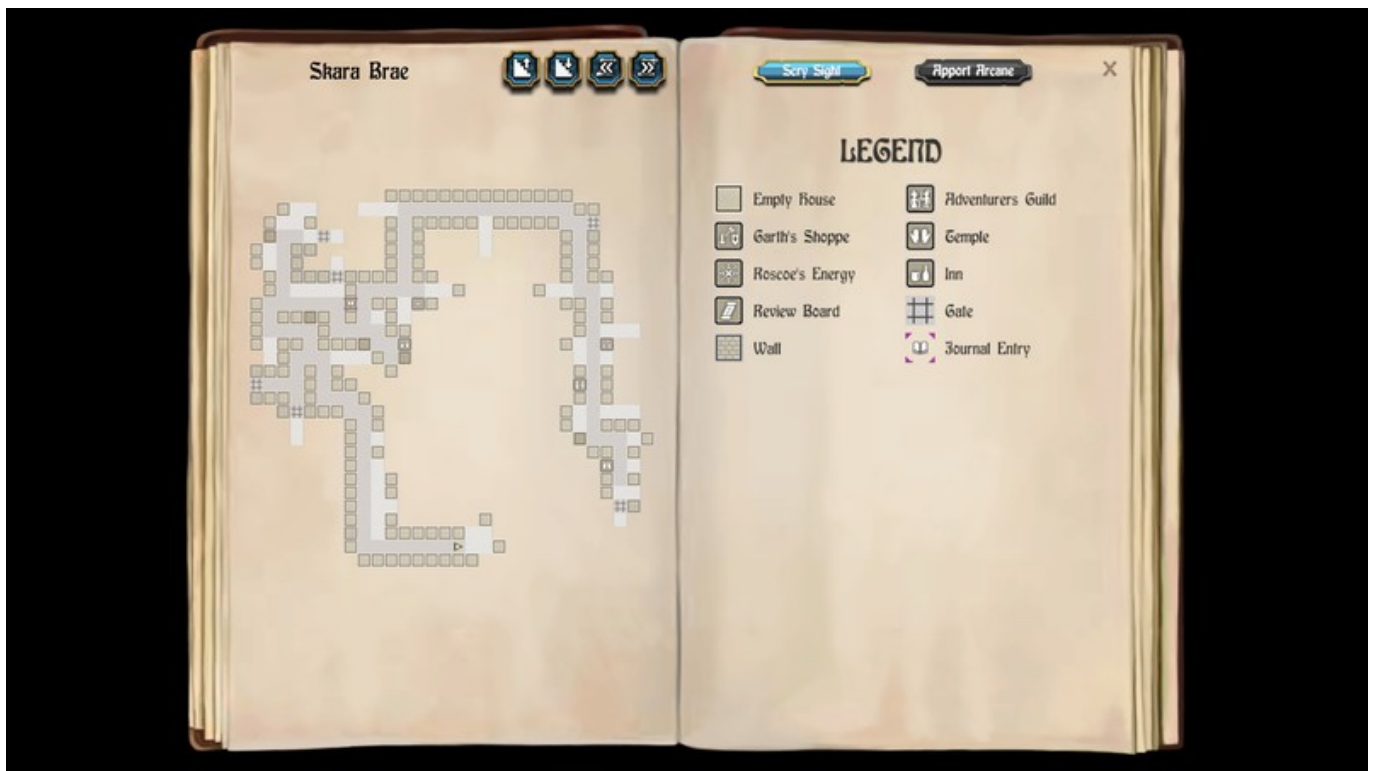 Skara Brae
Scry Sight
Apport Arcane
X
LEGEND
Empty House
Adventurers Guild
Garth's Shoppe
Temple
Roscoe's Energy
Inn
Review Board
Gate
Wall
Journal Entry